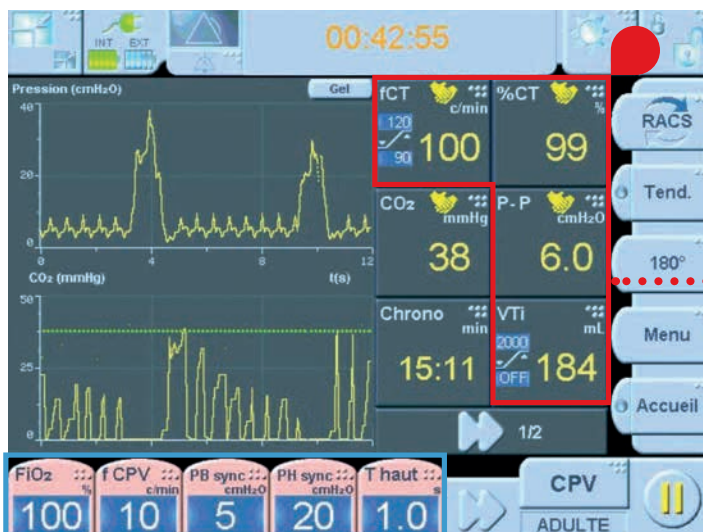 INT EXT
00:42:55
Pression (cmH2O)
Gel
40
20
0
0 4 8 12
t(s)
CO2 (mmHg)
50
25
0
fCT
c/min
120
90
100
%CT
%
99
CO2
mmHg
38
P-P
cmH2O
6.0
Chrono
min
15:11
VTi
mL
2000
OFF
184
1/2
RACS
Tend.
180°
Menu
Accueil
FiO2
%
100
f CPV
c/min
10
PB sync
cmH2O
5
PH sync
cmH2O
20
T haut
s
1.0
CPV
ADULTE